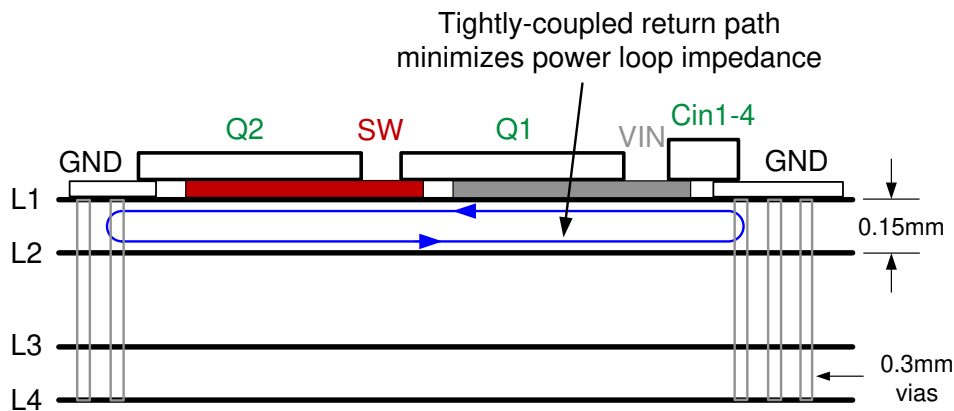 Tightly-coupled return path
minimizes power loop impedance
Q2
SW
Q1
VIN
Cin1-4
GND
GND
L1
0.15mm
L2
L3
0.3mm
vias
L4